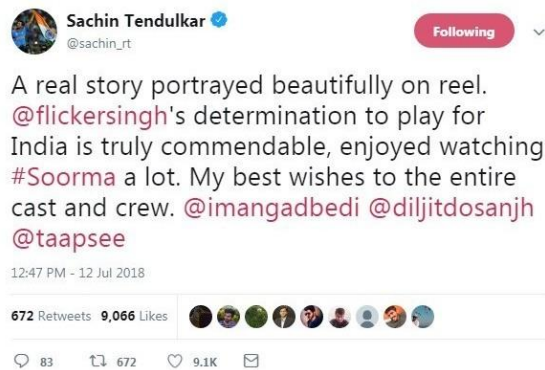 Sachin Tendulkar
@sachin_rt
Following
A real story portrayed beautifully on reel.
@flickersingh's determination to play for
India is truly commendable, enjoyed watching
#Soorma a lot. My best wishes to the entire
cast and crew. @imangadbedi @diljitdosanjh
@taapsee
12:47 PM - 12 Jul 2018
672 Retweets 9,066 Likes
83 672 9.1K